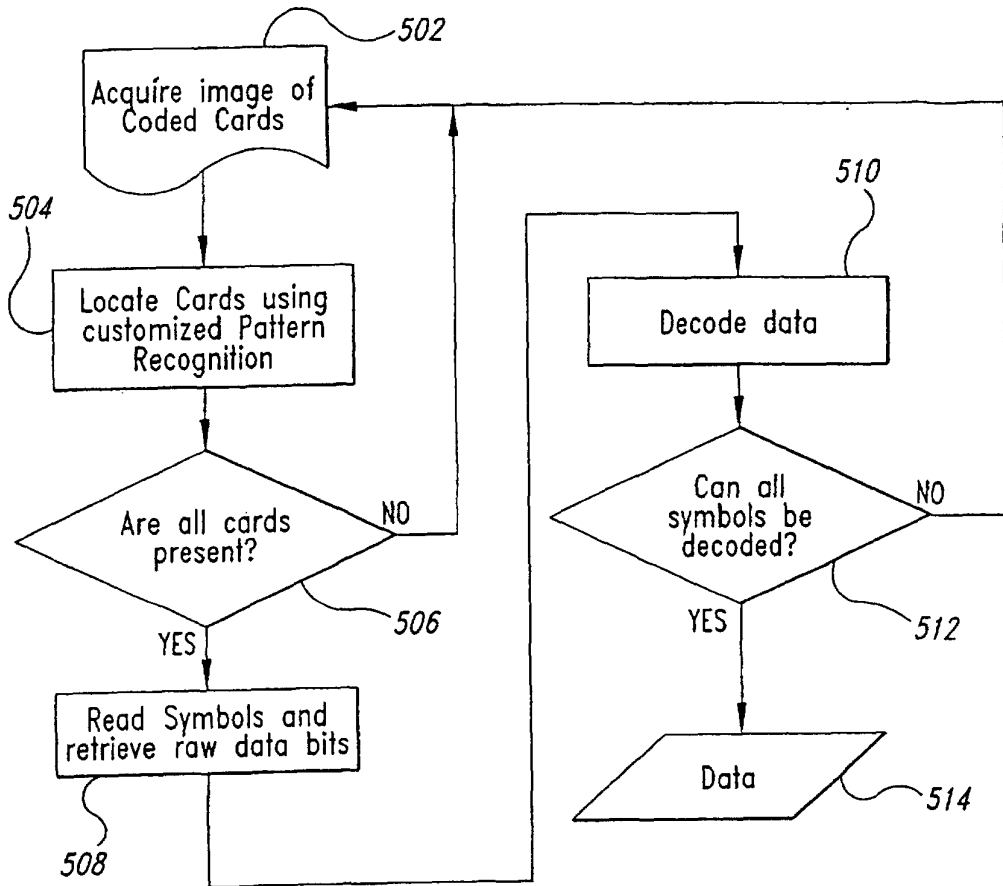 502
Acquire image of
Coded Cards
504
Locate Cards using
customized Pattern
Recognition
Are all cards
present?
NO
506
YES
Read Symbols and
retrieve raw data bits
508
510
Decode data
Can all
symbols be
decoded?
NO
512
YES
Data
514